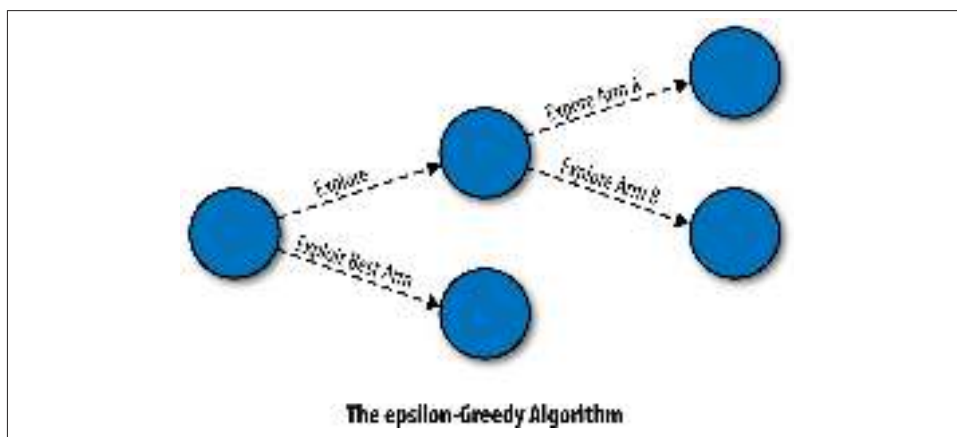 Explore
Exploit Best Arm
Explore Arm A
Explore Arm B
The epsilon-Greedy Algorithm